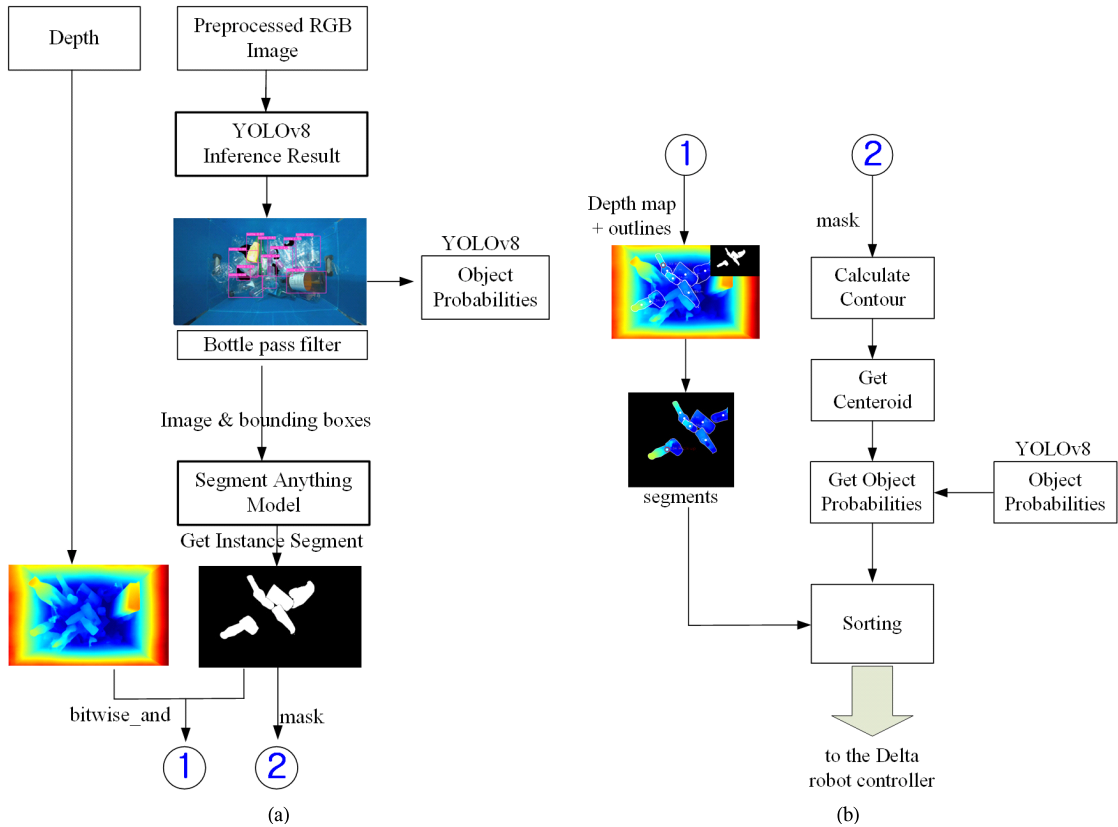 Depth
Preprocessed RGB
Image
YOLOv8
Inference Result
YOLOv8
Object
Probabilities
Bottle pass filter
Image & bounding boxes
Segment Anything
Model
Get Instance Segment
bitwise_and
mask
1
2
(a)
1
2
Depth map
+ outlines
mask
Calculate
Contour
Get
Centeroid
segments
Get Object
Probabilities
YOLOv8
Object
Probabilities
Sorting
to the Delta
robot controller
(b)